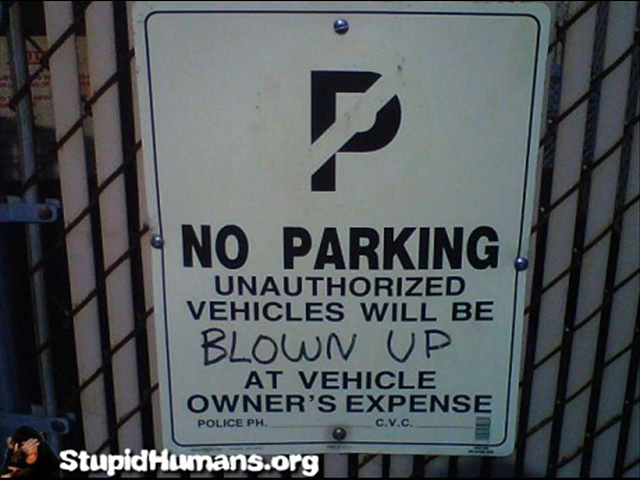 P
NO PARKING
UNAUTHORIZED
VEHICLES WILL BE
BLOWN UP
AT VEHICLE
OWNER'S EXPENSE
POLICE PH. C.V.C.
StupidHumans.org